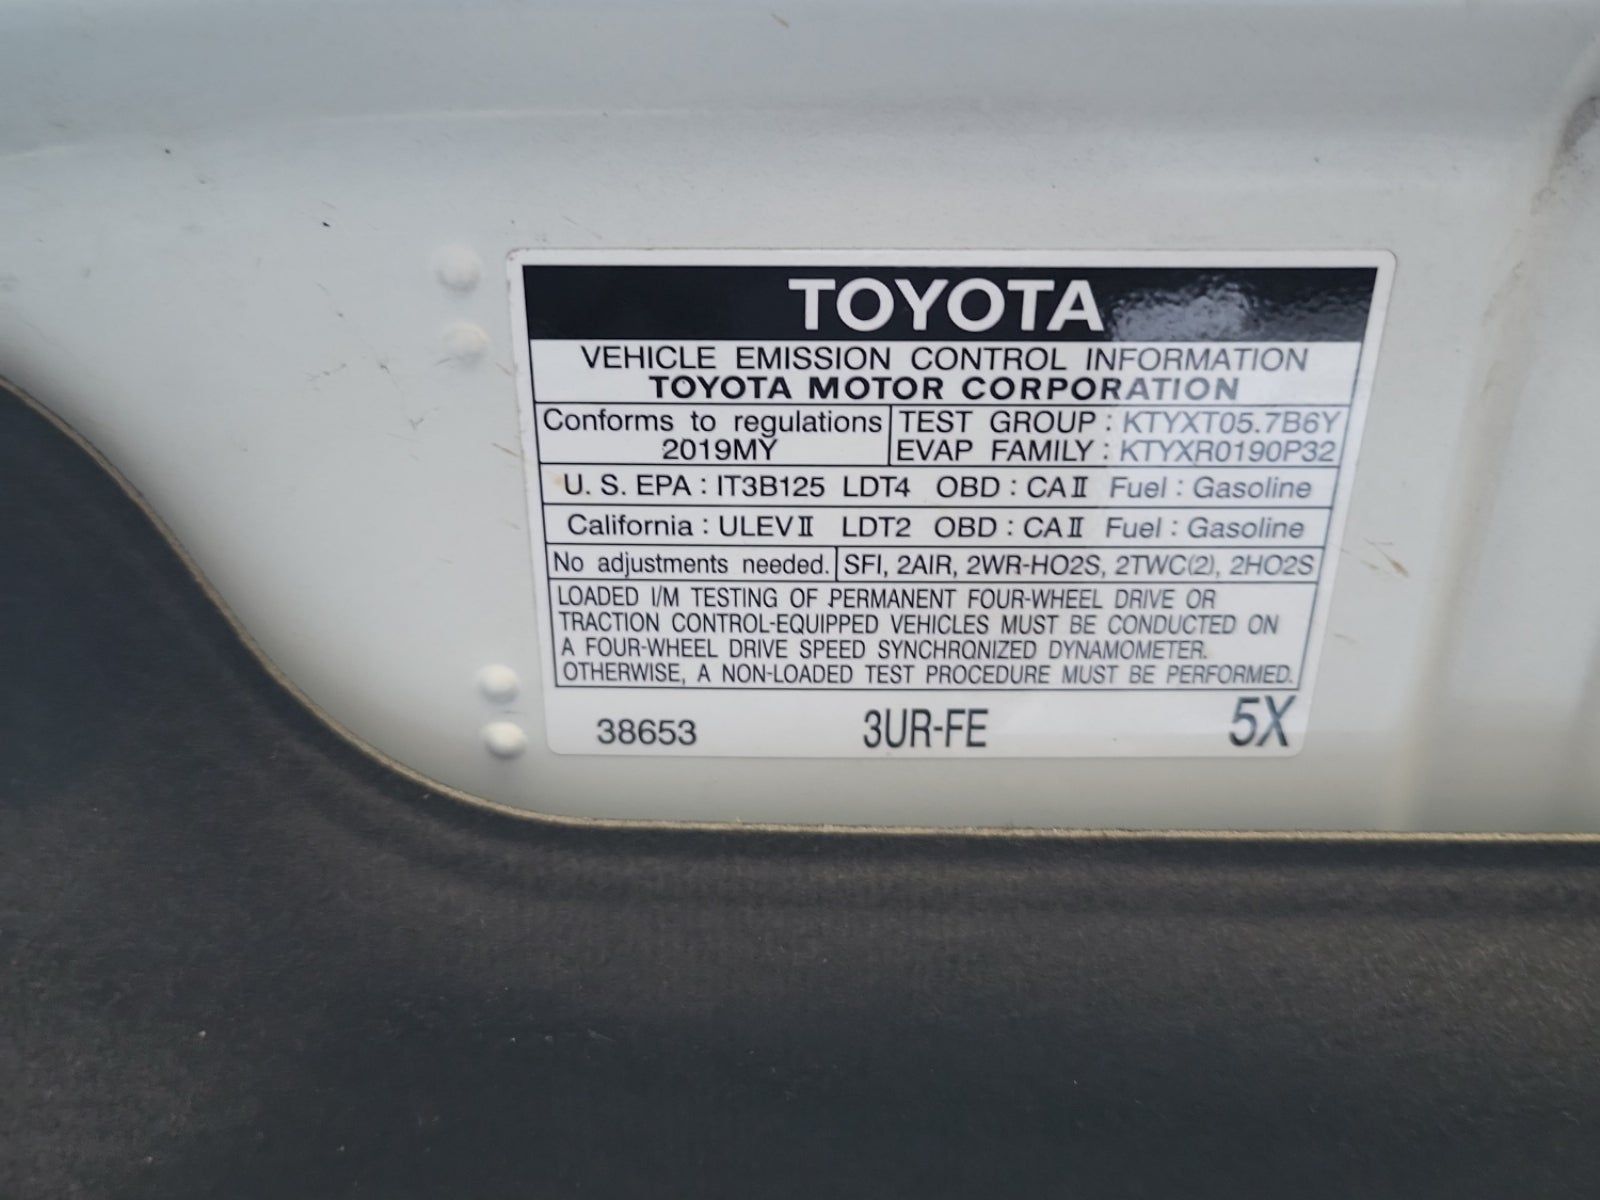 TOYOTA
VEHICLE EMISSION CONTROL INFORMATION
TOYOTA MOTOR CORPORATION
Conforms to regulations
2019MY
TEST GROUP : KTYXT05.7B6Y
EVAP FAMILY : KTYXR0190P32
U. S. EPA : IT3B125 LDT4 OBD : CAⅡ Fuel : Gasoline
California : ULEVⅡ LDT2 OBD : CAⅡ Fuel : Gasoline
No adjustments needed. SFI, 2AIR, 2WR-HO2S, 2TWC(2), 2HO2S
LOADED I/M TESTING OF PERMANENT FOUR-WHEEL DRIVE OR
TRACTION CONTROL-EQUIPPED VEHICLES MUST BE CONDUCTED ON
A FOUR-WHEEL DRIVE SPEED SYNCHRONIZED DYNAMOMETER.
OTHERWISE, A NON-LOADED TEST PROCEDURE MUST BE PERFORMED.
38653 3UR-FE 5X